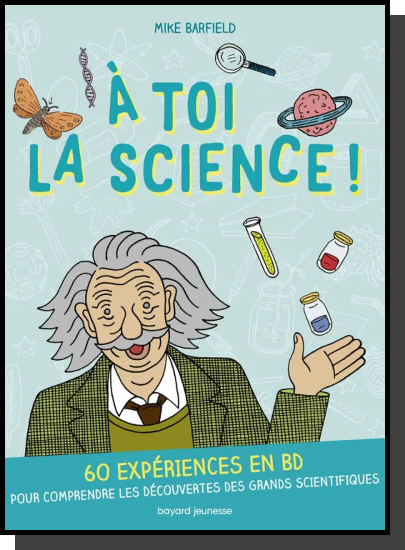 MIKE BARFIELD
À TOI
LA SCIENCE !
60 EXPÉRIENCES EN BD
POUR COMPRENDRE LES DÉCOUVERTES DES GRANDS SCIENTIFIQUES
bayard jeunesse